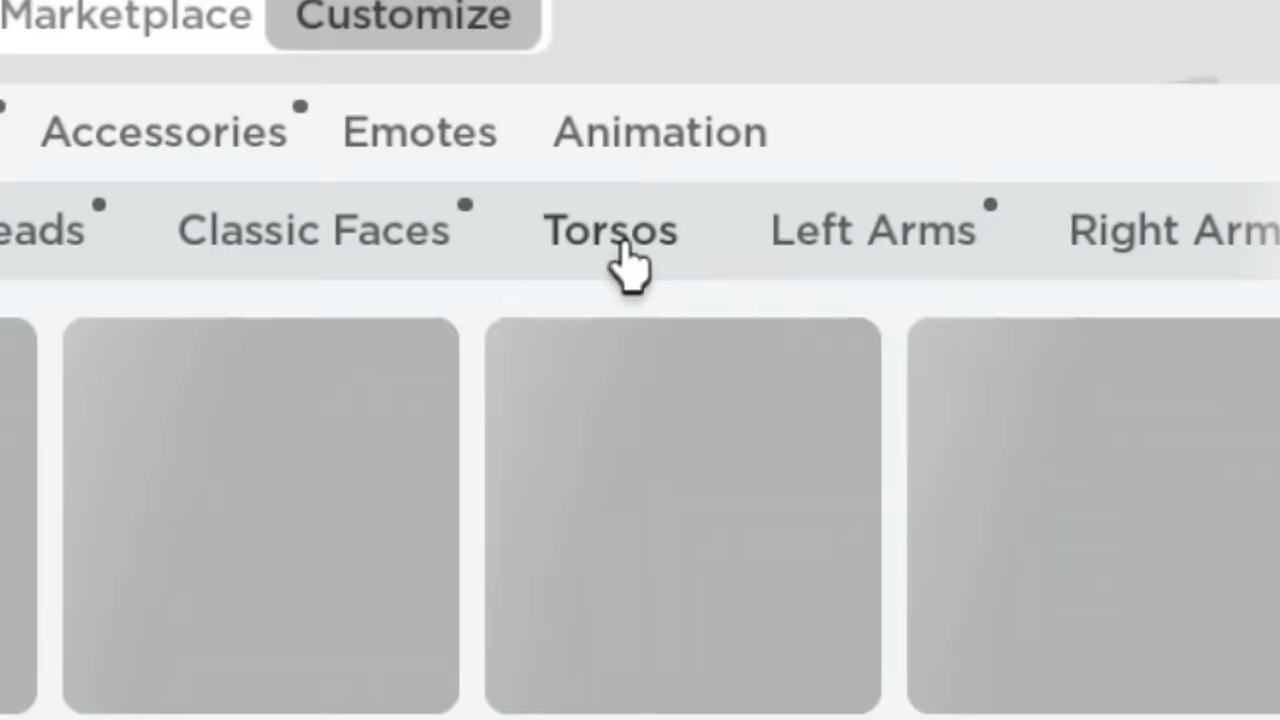 Marketplace Customize
Accessories Emotes Animation
eads Classic Faces Torsos Left Arms Right Arm